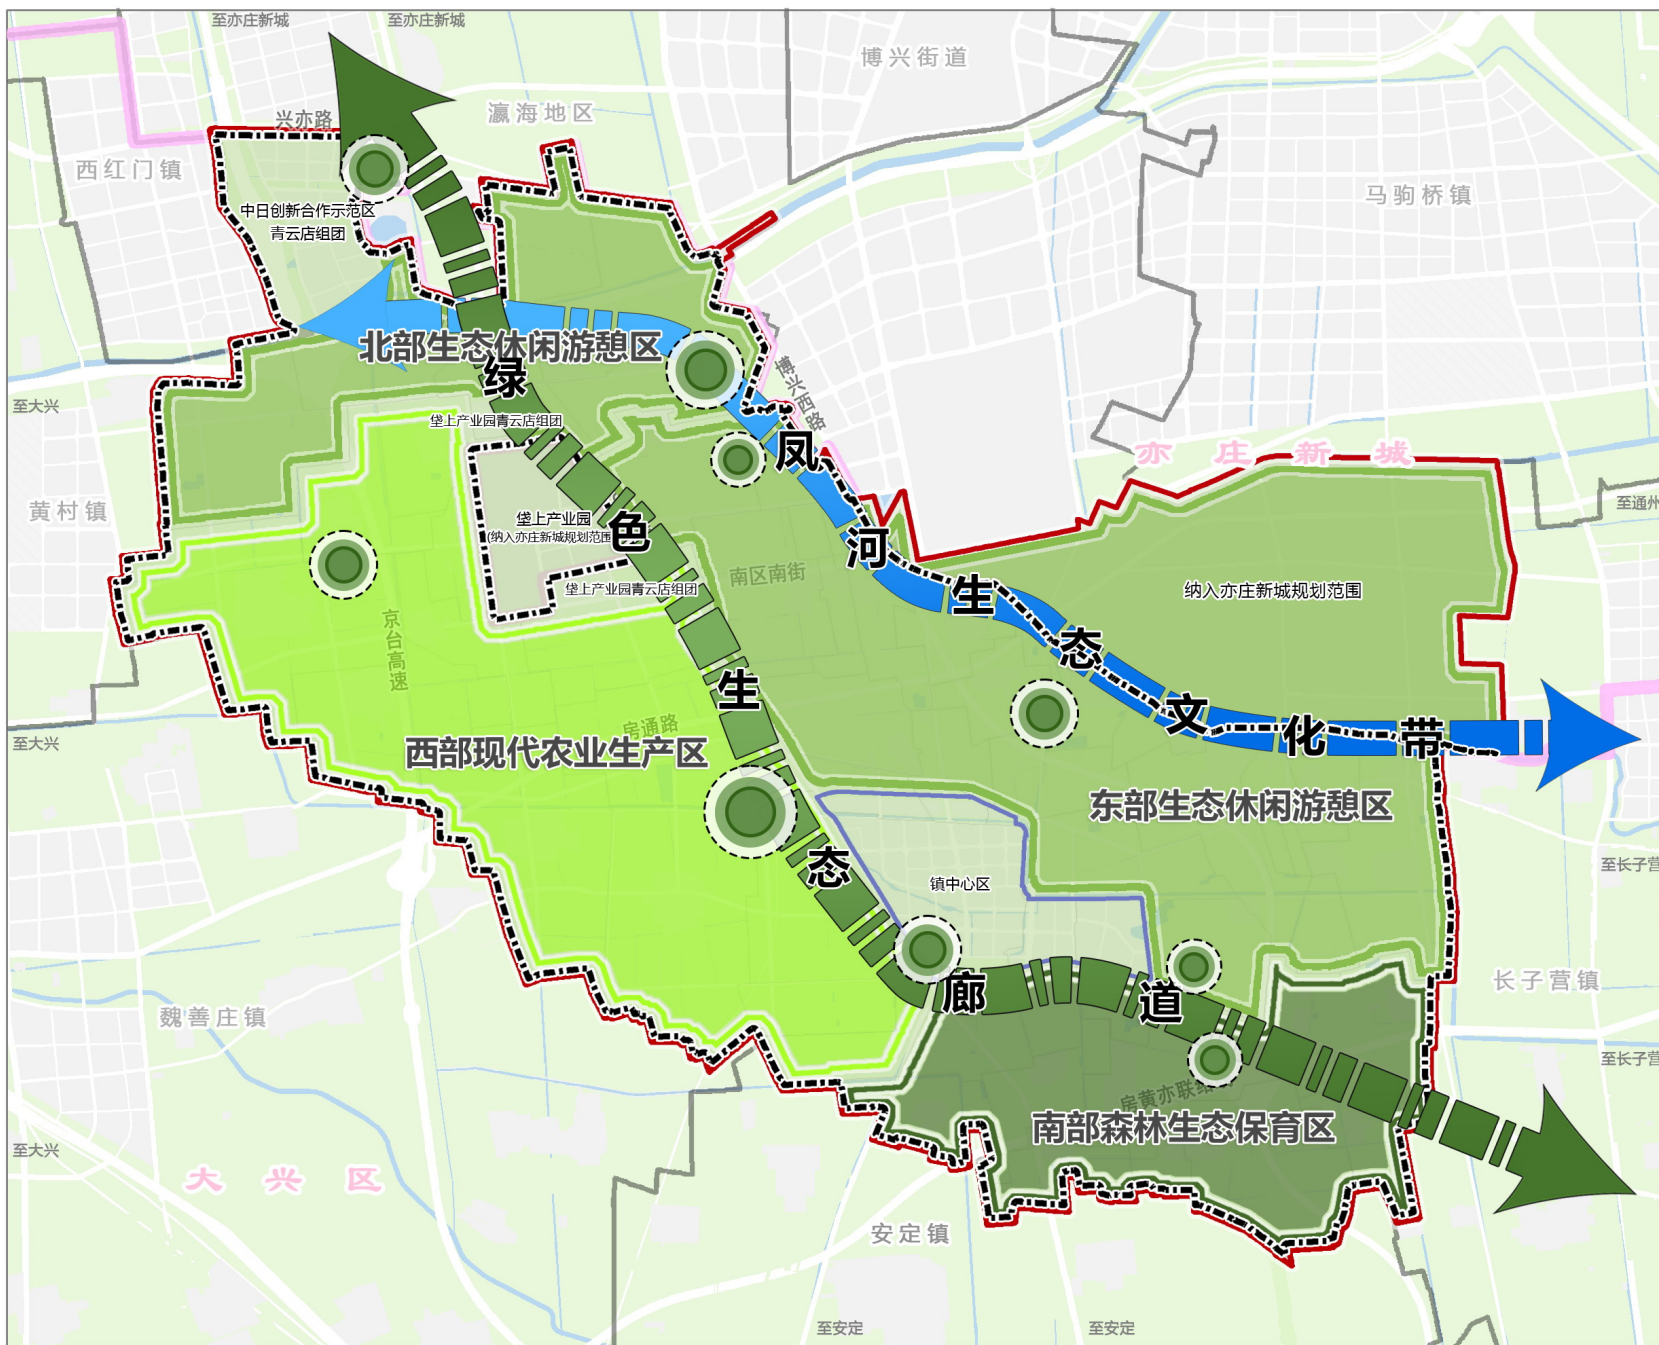 至亦庄新城
至亦庄新城
博兴街道
瀛海地区
兴亦路
西红门镇
马驹桥镇
中日创新合作示范区
青云店组团
北部生态休闲游憩区
博兴西路
至大兴
垡上产业园青云店组团
亦庄新城
黄村镇
至通州
垡上产业园
(纳入亦庄新城规划范围
南区南街
垡上产业园青云店组团
纳入亦庄新城规划范围
京台高速
凤河生态文化带
绿色生态廊道
房通路
至大兴
西部现代农业生产区
东部生态休闲游憩区
至长子营
镇中心区
长子营镇
魏善庄镇
至长子营
房黄亦联络
南部森林生态保育区
至大兴
大兴区
安定镇
至安定
至安定